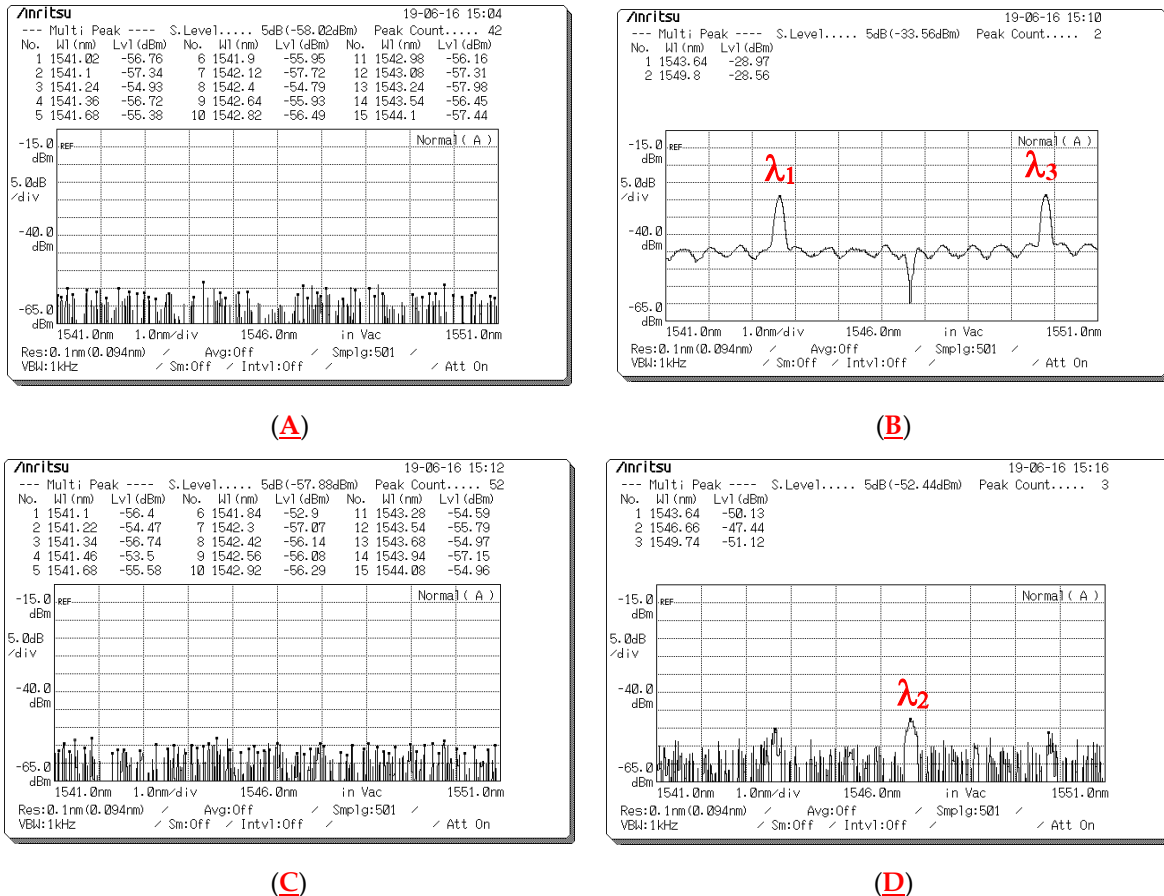 Anritsu 19-06-16 15:04
--- Multi Peak ---- S.Level..... 5dB(-58.02dBm) Peak Count..... 42
No. Wl(nm) Lvl(dBm) No. Wl(nm) Lvl(dBm) No. Wl(nm) Lvl(dBm)
1 1541.02 -56.76 6 1541.9 -55.95 11 1542.98 -56.16
2 1541.1 -57.34 7 1542.12 -57.72 12 1543.08 -57.31
3 1541.24 -54.93 8 1542.4 -54.79 13 1543.24 -57.98
4 1541.36 -56.72 9 1542.64 -55.93 14 1543.54 -56.45
5 1541.68 -55.38 10 1542.82 -56.49 15 1544.1 -57.44
Normal( A )
-15.0 REF
dBm
5.0dB
/div
-40.0
dBm
-65.0
dBm
1541.0nm 1.0nm/div 1546.0nm in Vac 1551.0nm
Res:0.1nm(0.094nm) / Avg:Off / Smplg:501 /
VBW:1kHz / Sm:Off / Intvl:Off / / Att On
(A)
Anritsu 19-06-16 15:10
--- Multi Peak ---- S.Level..... 5dB(-33.56dBm) Peak Count..... 2
No. Wl(nm) Lvl(dBm)
1 1543.64 -28.97
2 1549.8 -28.56
Normal( A )
-15.0 REF
dBm
λ1 λ3
5.0dB
/div
-40.0
dBm
-65.0
dBm
1541.0nm 1.0nm/div 1546.0nm in Vac 1551.0nm
Res:0.1nm(0.094nm) / Avg:Off / Smplg:501 /
VBW:1kHz / Sm:Off / Intvl:Off / / Att On
(B)
Anritsu 19-06-16 15:12
--- Multi Peak ---- S.Level..... 5dB(-57.88dBm) Peak Count..... 52
No. Wl(nm) Lvl(dBm) No. Wl(nm) Lvl(dBm) No. Wl(nm) Lvl(dBm)
1 1541.1 -56.4 6 1541.84 -52.9 11 1543.28 -54.59
2 1541.22 -54.47 7 1542.3 -57.07 12 1543.54 -55.79
3 1541.34 -56.74 8 1542.42 -56.14 13 1543.68 -54.97
4 1541.46 -53.5 9 1542.56 -56.08 14 1543.94 -57.15
5 1541.68 -55.58 10 1542.92 -56.29 15 1544.08 -54.96
Normal( A )
-15.0 REF
dBm
5.0dB
/div
-40.0
dBm
-65.0
dBm
1541.0nm 1.0nm/div 1546.0nm in Vac 1551.0nm
Res:0.1nm(0.094nm) / Avg:Off / Smplg:501 /
VBW:1kHz / Sm:Off / Intvl:Off / / Att On
(C)
Anritsu 19-06-16 15:16
--- Multi Peak ---- S.Level..... 5dB(-52.44dBm) Peak Count..... 3
No. Wl(nm) Lvl(dBm)
1 1543.64 -50.13
2 1546.66 -47.44
3 1549.74 -51.12
Normal( A )
-15.0 REF
dBm
5.0dB
/div
-40.0
dBm
λ2
-65.0
dBm
1541.0nm 1.0nm/div 1546.0nm in Vac 1551.0nm
Res:0.1nm(0.094nm) / Avg:Off / Smplg:501 /
VBW:1kHz / Sm:Off / Intvl:Off / / Att On
(D)